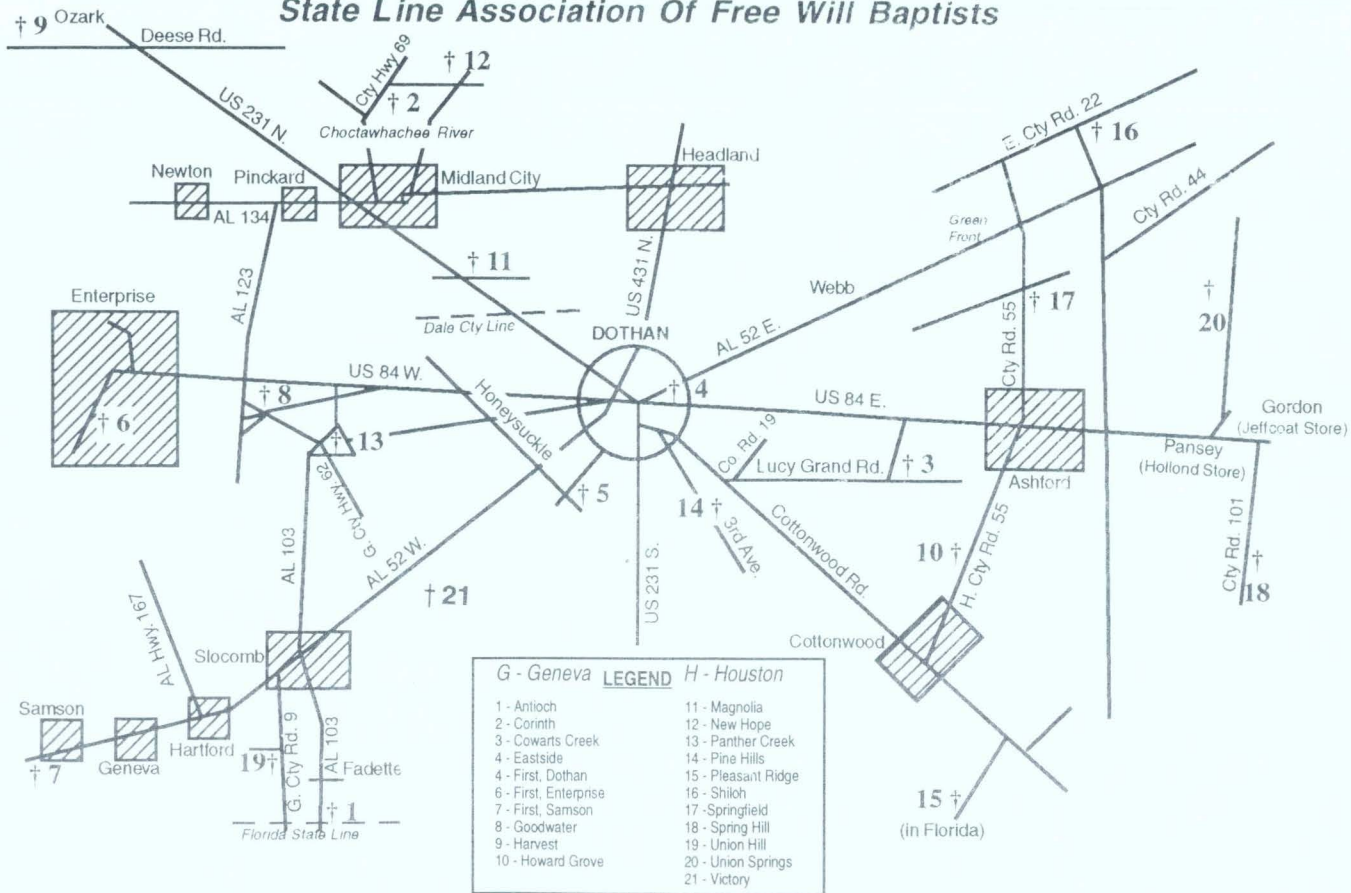 State Line Association Of Free Will Baptists
† 9 Ozark
Deese Rd.
US 231 N.
Cty Hwy 69
† 12
† 2
Choctawhachee River
Newton
Pinckard
Midland City
Headland
AL 134
AL 123
† 11
Dale Cty Line
US 431 N.
E. Cty Rd. 22
† 16
Cty Rd. 44
Green
Front
Webb
AL 52 E.
Cty Rd. 55
† 17
†
20
Enterprise
† 6
US 84 W.
† 8
† 13
Honeysuckle
DOTHAN
† 4
US 84 E.
Gordon
(Jeffcoat Store)
Pansey
(Hollond Store)
Ashford
Co. Rd. 19
Lucy Grand Rd.
† 3
† 5
14 †
3rd Ave.
Cottonwood Rd.
G. Cty Hwy. 62
AL 103
AL 52 W.
† 21
US 231 S.
10 †
H. Cty Rd. 55
Cty Rd. 101
†
18
AL Hwy. 167
Slocomb
Cottonwood
Samson
† 7
Geneva
Hartford
19†
G. Cty Rd. 9
AL 103
Fadette
† 1
Florida State Line
15 †
(in Florida)
G - Geneva LEGEND H - Houston
1 - Antioch
2 - Corinth
3 - Cowarts Creek
4 - Eastside
4 - First, Dothan
6 - First, Enterprise
7 - First, Samson
8 - Goodwater
9 - Harvest
10 - Howard Grove
11 - Magnolia
12 - New Hope
13 - Panther Creek
14 - Pine Hills
15 - Pleasant Ridge
16 - Shiloh
17 -Springfield
18 - Spring Hill
19 - Union Hill
20 - Union Springs
21 - Victory